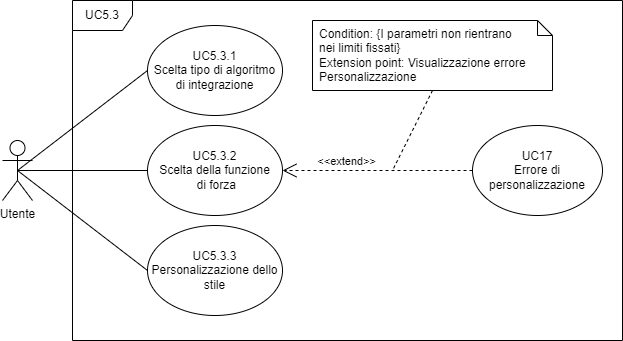 UC5.3
UC5.3.1
Scelta tipo di algoritmo
di integrazione
Condition: {I parametri non rientrano
nei limiti fissati}
Extension point: Visualizzazione errore
Personalizzazione
UC5.3.2
Scelta della funzione
di forza
<<extend>>
UC17
Errore di
personalizzazione
Utente
UC5.3.3
Personalizzazione dello
stile